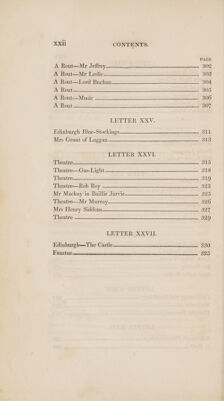 xxii CONTENTS.
PAGE
A Rout—Mr Jeffrey 302
A Rout—Mr Leslie 303
A Rout—Lord Buchan 304
A Rout 305
A Rout—Music 306
A Rout 307
LETTER XXV.
Edinburgh Blue-Stockings 311
Mrs Grant of Laggan 313
LETTER XXVI.
Theatre 315
Theatre—Gas-Light 318
Theatre 319
Theatre—Rob Roy 323
Mr Mackay in Baillie Jarvie 325
Theatre—Mr Murray 326
Mrs Henry Siddons 327
Theatre 329
LETTER XXVII.
Edinburgh—The Castle 330
Faustus 335